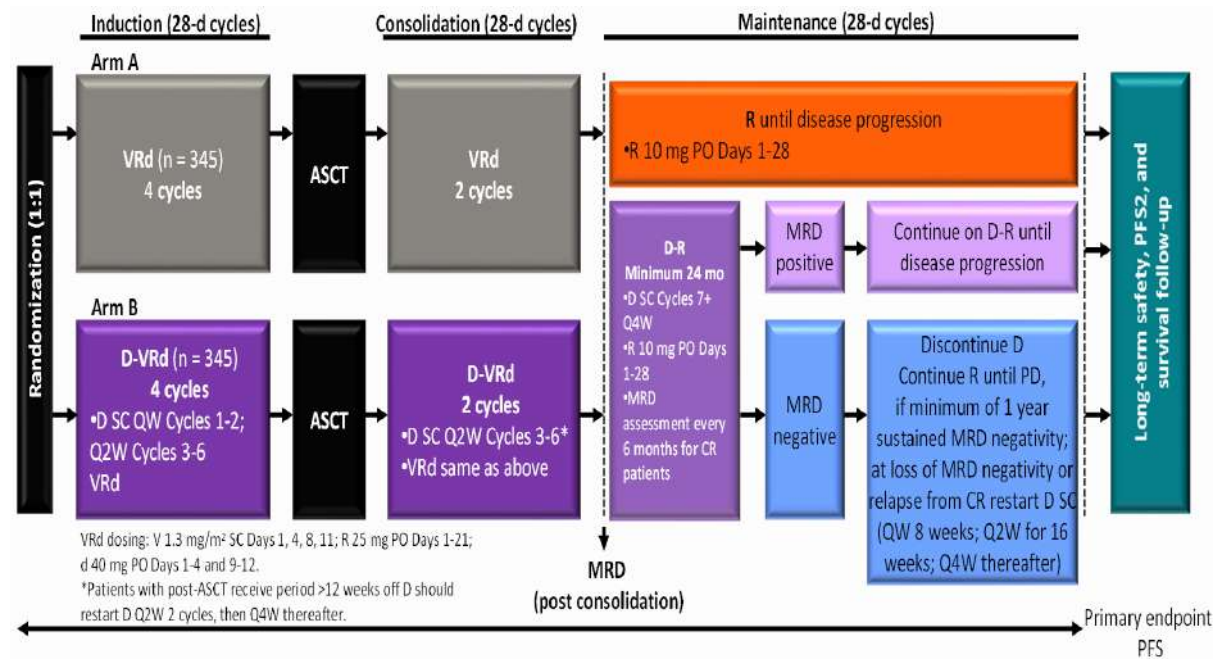 Induction (28-d cycles)
Consolidation (28-d cycles)
Maintenance (28-d cycles)
Randomization (1:1)
Arm A
VRd (n = 345)
4 cycles
ASCT
VRd
2 cycles
R until disease progression
•R 10 mg PO Days 1-28
Arm B
D-VRd (n = 345)
4 cycles
•D SC QW Cycles 1-2;
Q2W Cycles 3-6
VRd
ASCT
D-VRd
2 cycles
•D SC Q2W Cycles 3-6*
•VRd same as above
D-R
Minimum 24 mo
•D SC Cycles 7+
Q4W
•R 10 mg PO Days
1-28
•MRD
assessment every
6 months for CR
patients
MRD
positive
Continue on D-R until
disease progression
MRD
negative
Discontinue D
Continue R until PD,
if minimum of 1 year
sustained MRD negativity;
at loss of MRD negativity or
relapse from CR restart D SC
(QW 8 weeks; Q2W for 16
weeks; Q4W thereafter)
Long-term safety, PFS2, and
survival follow-up
VRd dosing: V 1.3 mg/m² SC Days 1, 4, 8, 11; R 25 mg PO Days 1-21;
d 40 mg PO Days 1-4 and 9-12.
*Patients with post-ASCT receive period >12 weeks off D should
restart D Q2W 2 cycles, then Q4W thereafter.
MRD
(post consolidation)
Primary endpoint
PFS